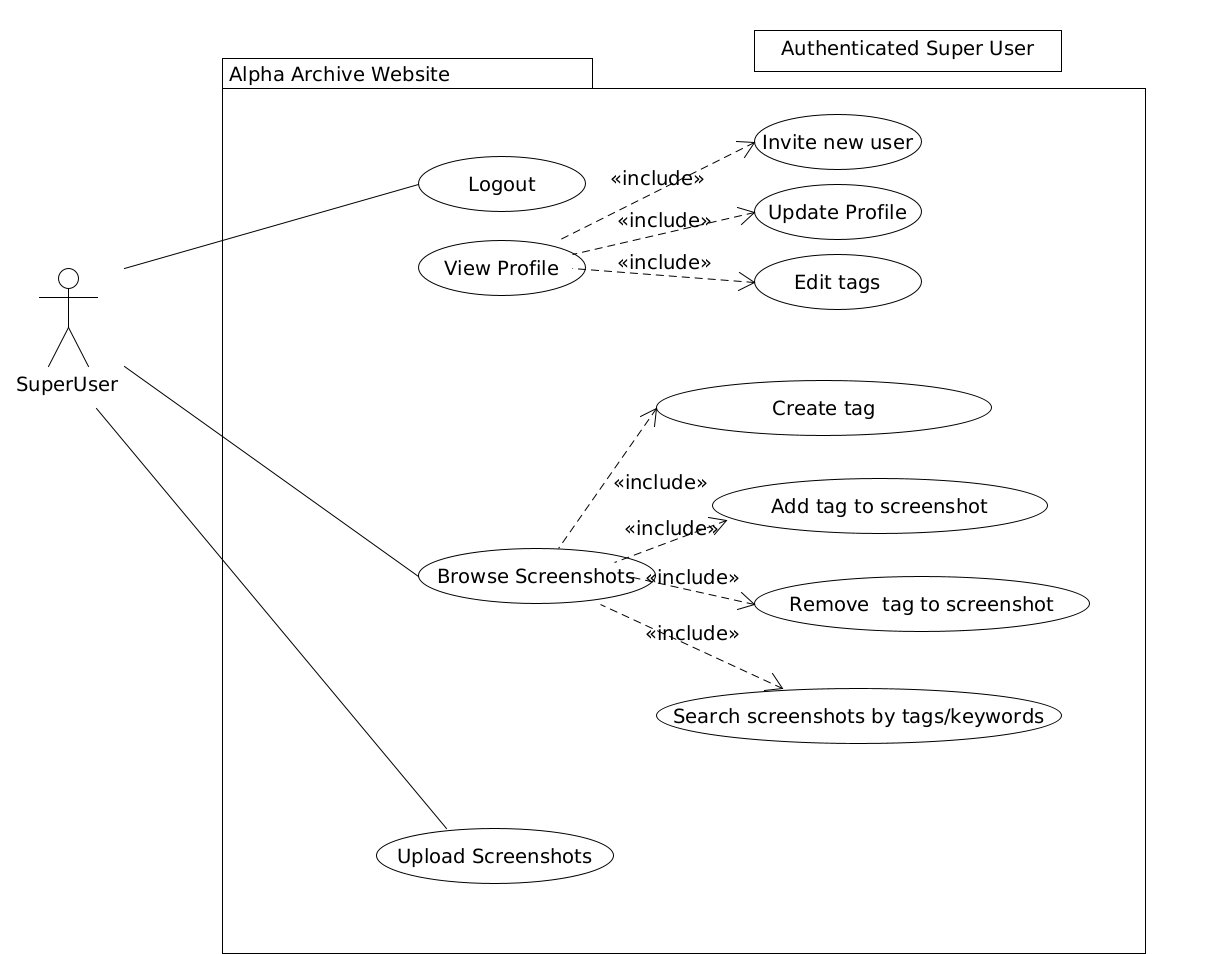 Authenticated Super User
Alpha Archive Website
Invite new user
«include»
Logout
Update Profile
«include»
View Profile
«include»
Edit tags
SuperUser
Create tag
«include»
Add tag to screenshot
«include»
Browse Screenshots
«include»
Remove  tag to screenshot
«include»
Search screenshots by tags/keywords
Upload Screenshots